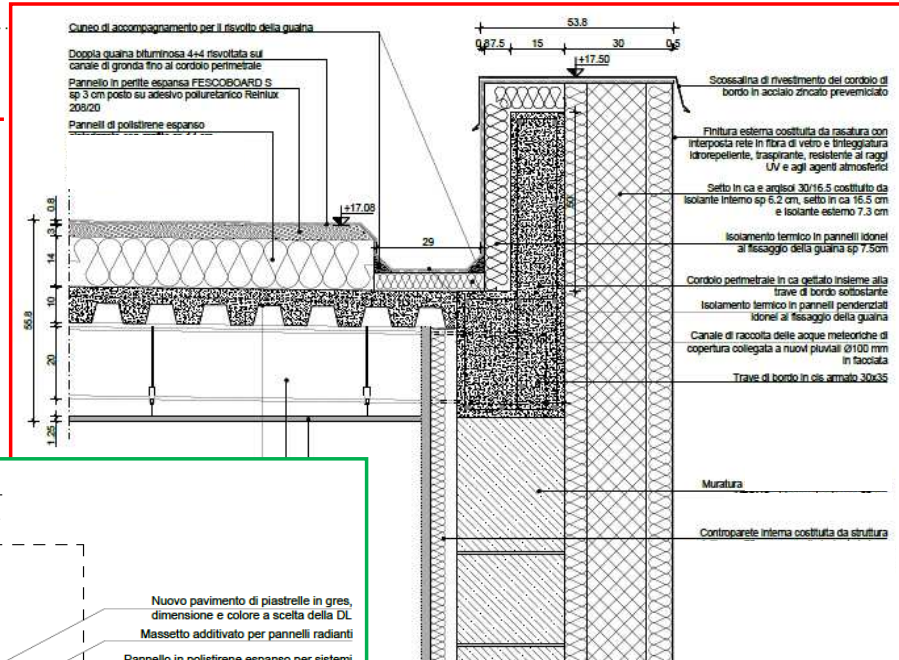 Cuneo di accompagnamento per il risvolto della guaina
Doppla guaina bituminosa 4+4 risvoltata sul
canale di gronda fino al cordolo perimetrale
Pannello in perlite espansa FESCOBOARD S
sp 3 cm posto su adesivo poliuretanico Reinlux
208/20
Pannelli di polistirene espanso
53.8
0.8
7.5
15
30
0.5
+17.50
+17.08
29
50
0.8
3
14
10
20
1.25
55.8
Scossalina di rivestimento del cordolo di
bordo in acciaio zincato preverniciato
Finitura esterna costituita da rasatura con
interposta rete in fibra di vetro e tinteggiatura
idrorepellente, traspirante, resistente ai raggi
UV e agli agenti atmosferici
Setto in ca e argisol 30/16.5 costituito da
isolante interno sp 6.2 cm, setto in ca 16.5 cm
e isolante esterno 7.3 cm
Isolamento termico in pannelli idonei
al fissaggio della guaina sp 7.5cm
Cordolo perimetrale in ca gettato insieme alla
trave di bordo sottostante
Isolamento termico in pannelli pendenziati
idonei al fissaggio della guaina
Canale di raccolta delle acque meteoriche di
copertura collegata a nuovi pluviali Ø100 mm
in facciata
Trave di bordo in cls armato 30x35
Muratura
Controparete interna costituita da struttura
Nuovo pavimento di piastrelle in gres,
dimensione e colore a scelta della DL
Massetto additivato per pannelli radianti
Pannello in polistirene espanso per sistemi